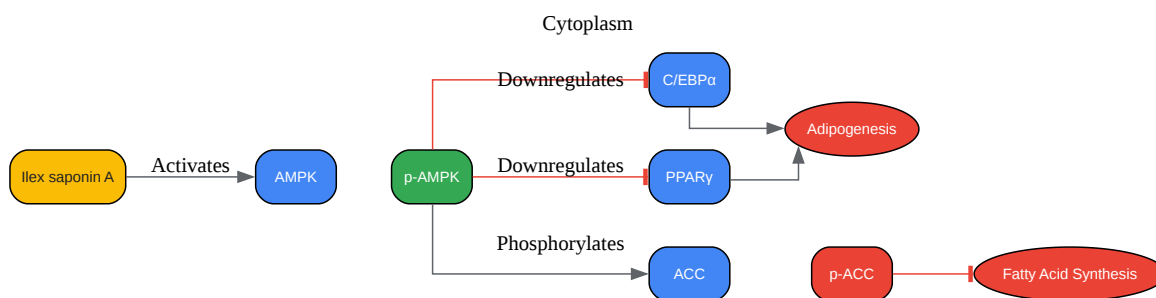 Cytoplasm
Downregulates
C/EBPα
Adipogenesis
Ilex saponin A
Activates
AMPK
p-AMPK
Downregulates
PPARγ
Phosphorylates
ACC
p-ACC
Fatty Acid Synthesis